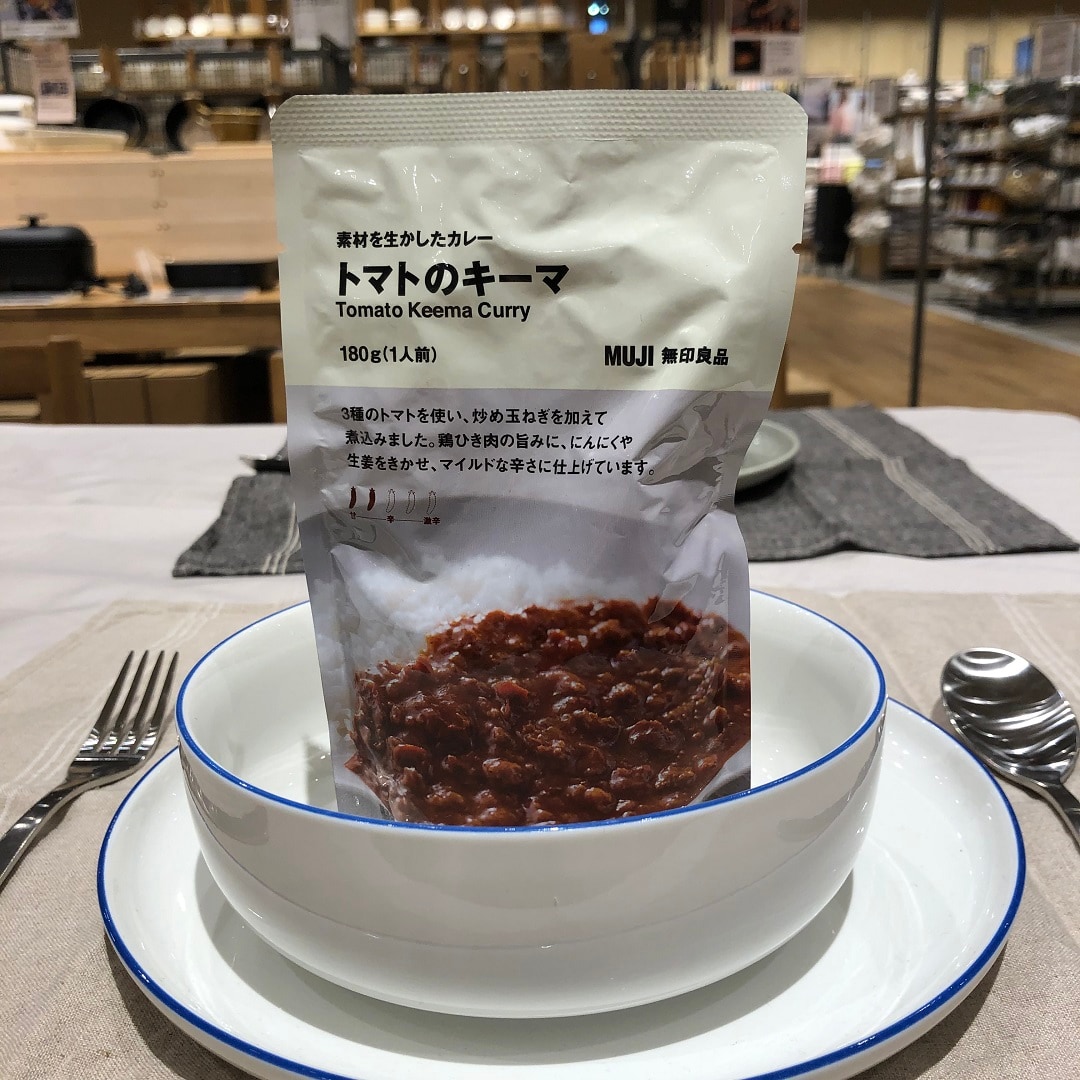 素材を生かしたカレー
トマトのキーマ
Tomato Keema Curry
180g(1人前)
MUJI 無印良品
3種のトマトを使い、炒め玉ねぎを加えて
煮込みました。鶏ひき肉の旨みに、にんにくや
生姜をきかせ、マイルドな辛さに仕上げています。
甘 辛 激辛